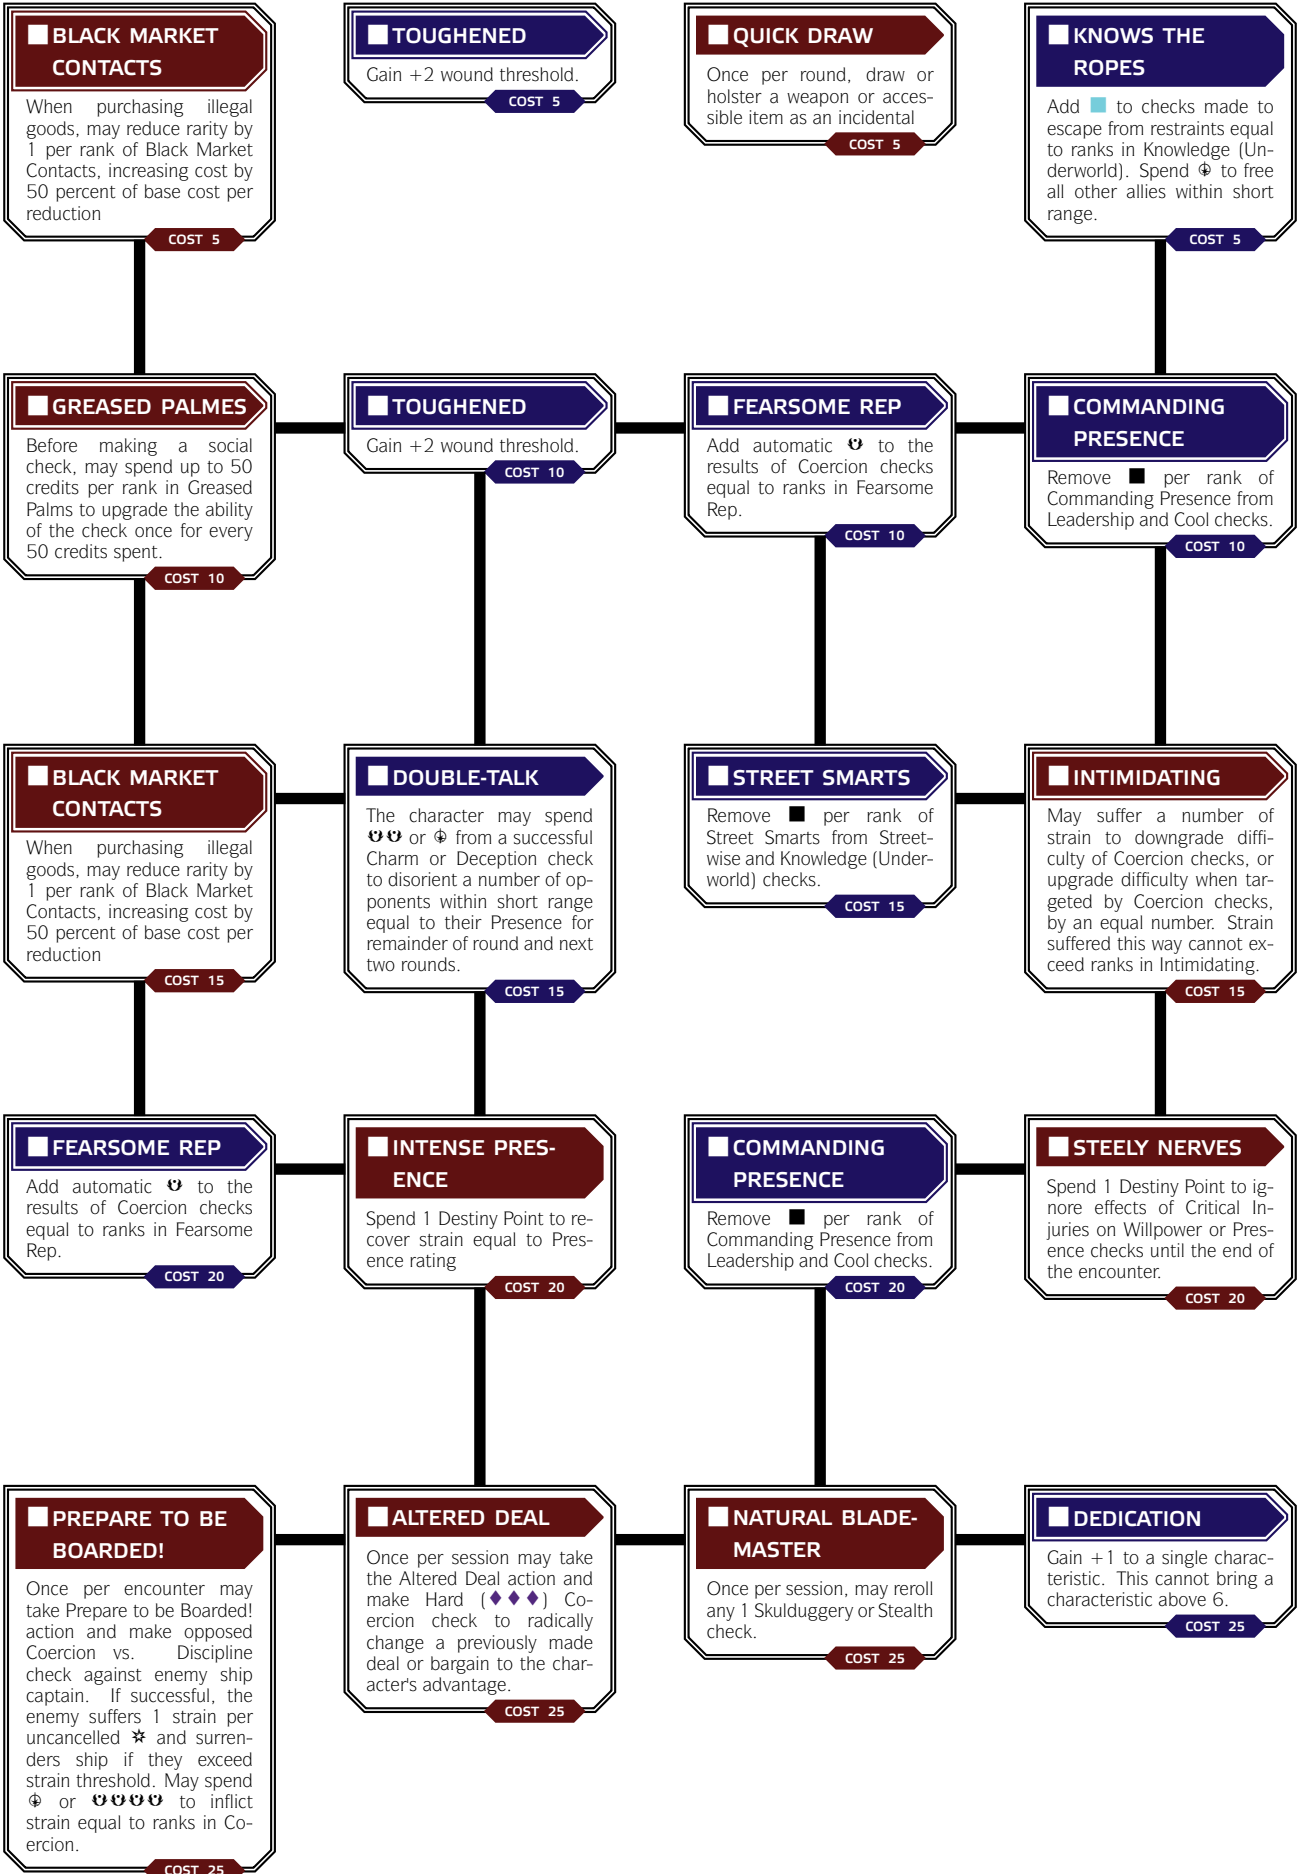 BLACK MARKET
CONTACTS
When purchasing illegal
goods, may reduce rarity by
1 per rank of Black Market
Contacts, increasing cost by
50 percent of base cost per
reduction
COST 5
TOUGHENED
Gain +2 wound threshold.
COST 5
QUICK DRAW
Once per round, draw or
holster a weapon or acces-
sible item as an incidental
COST 5
KNOWS THE
ROPES
Add to checks made to
escape from restraints equal
to ranks in Knowledge (Un-
derworld). Spend to free
all other allies within short
range.
COST 5
GREASED PALMES
Before making a social
check, may spend up to 50
credits per rank in Greased
Palms to upgrade the ability
of the check once for every
50 credits spent.
COST 10
TOUGHENED
Gain +2 wound threshold.
COST 10
FEARSOME REP
Add automatic to the
results of Coercion checks
equal to ranks in Fearsome
Rep.
COST 10
COMMANDING
PRESENCE
Remove per rank of
Commanding Presence from
Leadership and Cool checks.
COST 10
BLACK MARKET
CONTACTS
When purchasing illegal
goods, may reduce rarity by
1 per rank of Black Market
Contacts, increasing cost by
50 percent of base cost per
reduction
COST 15
DOUBLE-TALK
The character may spend
or from a successful
Charm or Deception check
to disorient a number of op-
ponents within short range
equal to their Presence for
remainder of round and next
two rounds.
COST 15
STREET SMARTS
Remove per rank of
Street Smarts from Street-
wise and Knowledge (Under-
world) checks.
COST 15
INTIMIDATING
May suffer a number of
strain to downgrade diffi-
culty of Coercion checks, or
upgrade difficulty when tar-
geted by Coercion checks,
by an equal number. Strain
suffered this way cannot ex-
ceed ranks in Intimidating.
COST 15
FEARSOME REP
Add automatic to the
results of Coercion checks
equal to ranks in Fearsome
Rep.
COST 20
INTENSE PRES-
ENCE
Spend 1 Destiny Point to re-
cover strain equal to Pres-
ence rating
COST 20
COMMANDING
PRESENCE
Remove per rank of
Commanding Presence from
Leadership and Cool checks.
COST 20
STEELY NERVES
Spend 1 Destiny Point to ig-
nore effects of Critical In-
juries on Willpower or Pres-
ence checks until the end of
the encounter.
COST 20
PREPARE TO BE
BOARDED!
Once per encounter may
take Prepare to be Boarded!
action and make opposed
Coercion vs. Discipline
check against enemy ship
captain. If successful, the
enemy suffers 1 strain per
uncancelled and surren-
ders ship if they exceed
strain threshold. May spend
or to inflict
strain equal to ranks in Co-
ercion.
COST 25
ALTERED DEAL
Once per session may take
the Altered Deal action and
make Hard (♦♦♦) Co-
ercion check to radically
change a previously made
deal or bargain to the char-
acter's advantage.
COST 25
NATURAL BLADE-
MASTER
Once per session, may reroll
any 1 Skulduggery or Stealth
check.
COST 25
DEDICATION
Gain +1 to a single charac-
teristic. This cannot bring a
characteristic above 6.
COST 25